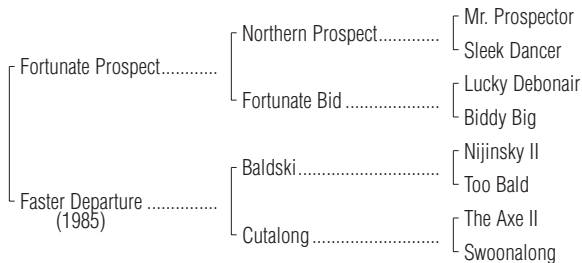 Mr. Prospector
Northern Prospect.............
Sleek Dancer
Fortunate Prospect............
Lucky Debonair
Fortunate Bid ....................
Biddy Big
Nijinsky II
Baldski..............................
Too Bald
Faster Departure ...............
(1985)
The Axe II
Cutalong...........................
Swoonalong